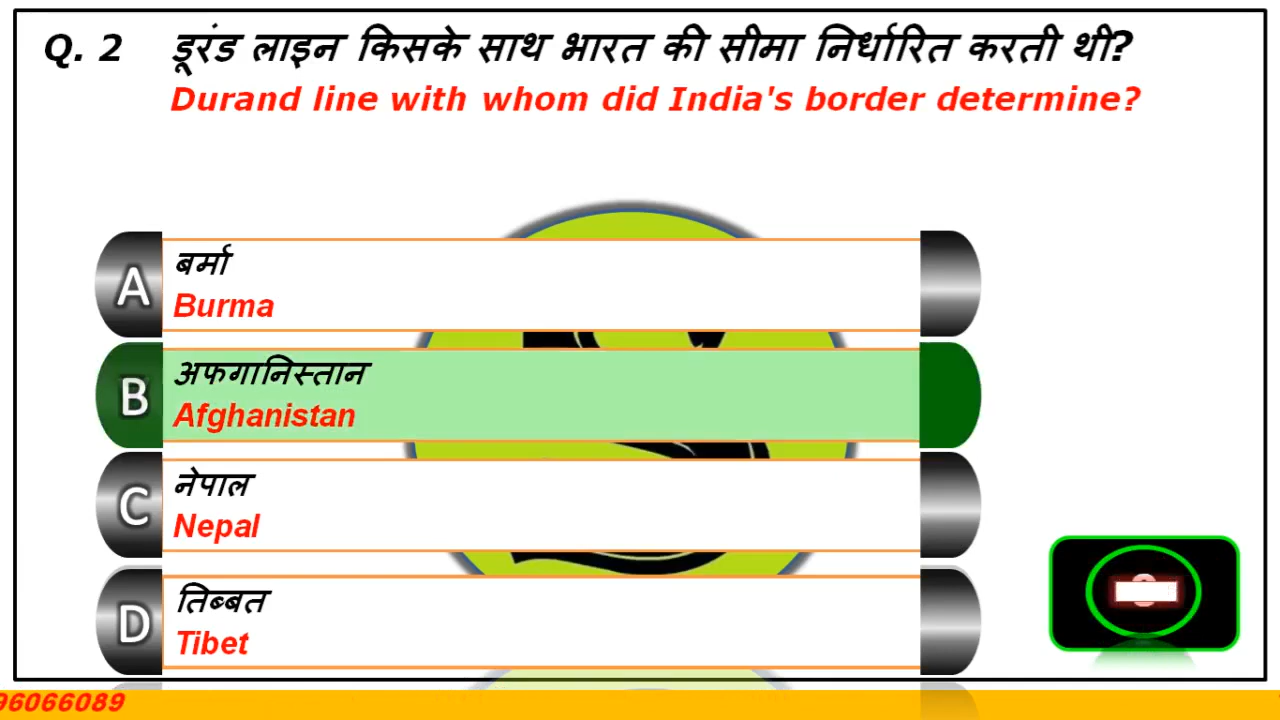 Q. 2 डूरंड लाइन किसके साथ भारत की सीमा निर्धारित करती थी?
Durand line with whom did India's border determine?
A बर्मा
Burma
B अफगानिस्तान
Afghanistan
C नेपाल
Nepal
D तिब्बत
Tibet
96066089